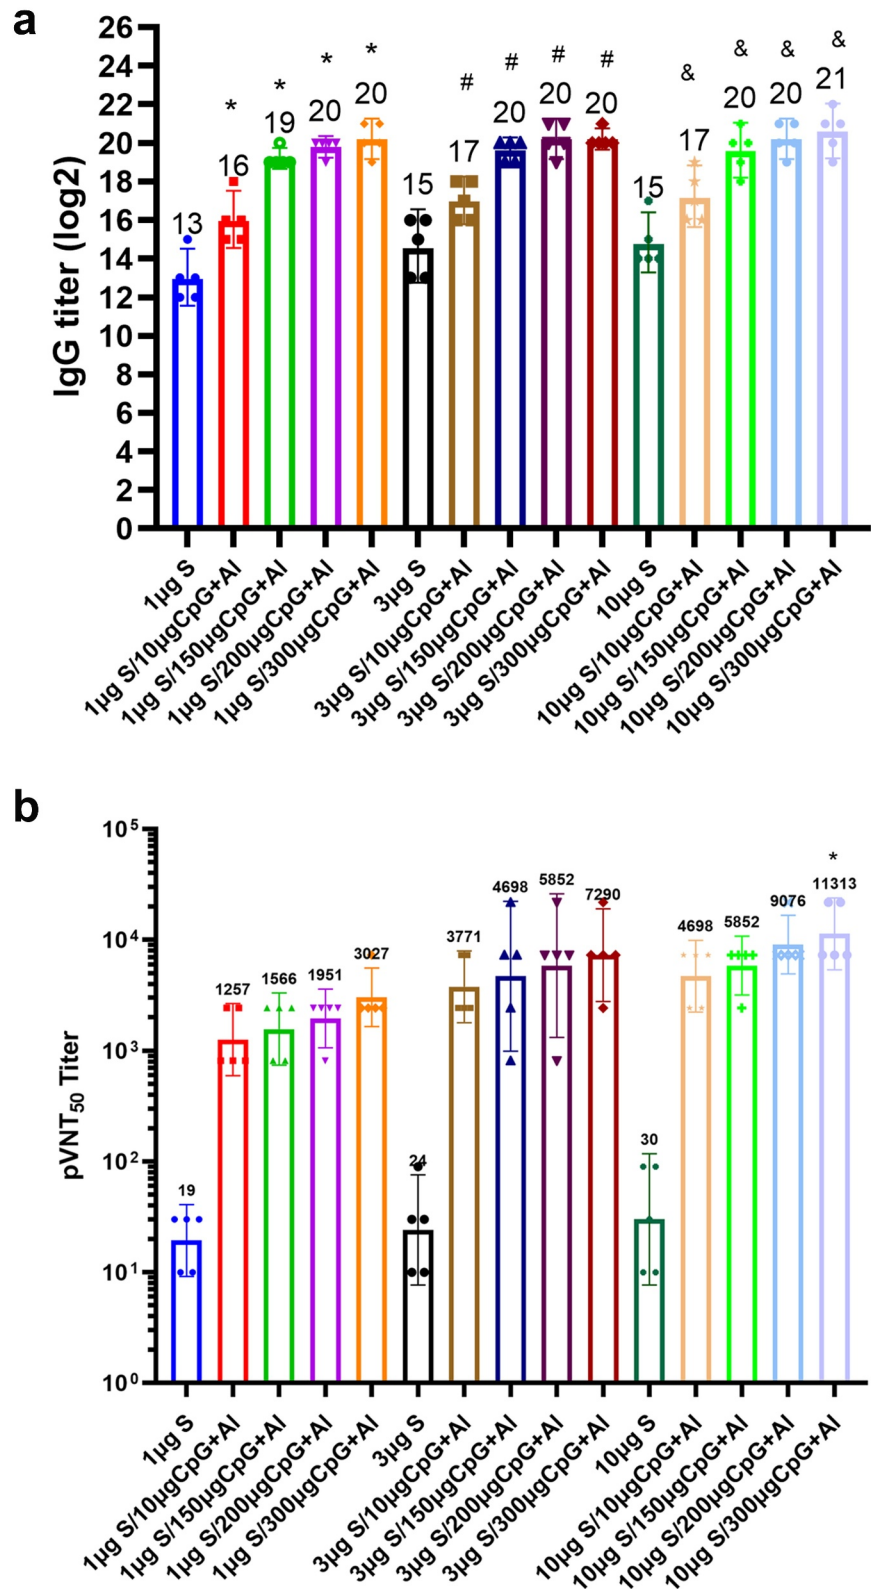 a
IgG titer (log2)
26
24
22
20
18
16
14
12
10
8
6
4
2
0
13
16
19
20
20
15
17
20
20
20
15
17
20
20
21
* * * *
# # # #
& & & &
1µg S
1µg S/10µgCpG+Al
1µg S/150µgCpG+Al
1µg S/200µgCpG+Al
1µg S/300µgCpG+Al
3µg S
3µg S/10µgCpG+Al
3µg S/150µgCpG+Al
3µg S/200µgCpG+Al
3µg S/300µgCpG+Al
10µg S
10µg S/10µgCpG+Al
10µg S/150µgCpG+Al
10µg S/200µgCpG+Al
10µg S/300µgCpG+Al
b
pVNT50 Titer
10⁵
10⁴
10³
10²
10¹
10⁰
19
1257
1566
1951
3027
24
3771
4698
5852
7290
30
4698
5852
9076
11313
*
1µg S
1µg S/10µgCpG+Al
1µg S/150µgCpG+Al
1µg S/200µgCpG+Al
1µg S/300µgCpG+Al
3µg S
3µg S/10µgCpG+Al
3µg S/150µgCpG+Al
3µg S/200µgCpG+Al
3µg S/300µgCpG+Al
10µg S
10µg S/10µgCpG+Al
10µg S/150µgCpG+Al
10µg S/200µgCpG+Al
10µg S/300µgCpG+Al